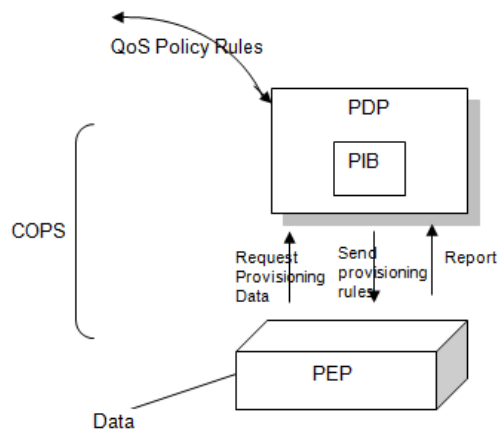 QoS Policy Rules
PDP
PIB
COPS
Request
Provisioning
Data
Send
provisioning
rules
Report
PEP
Data